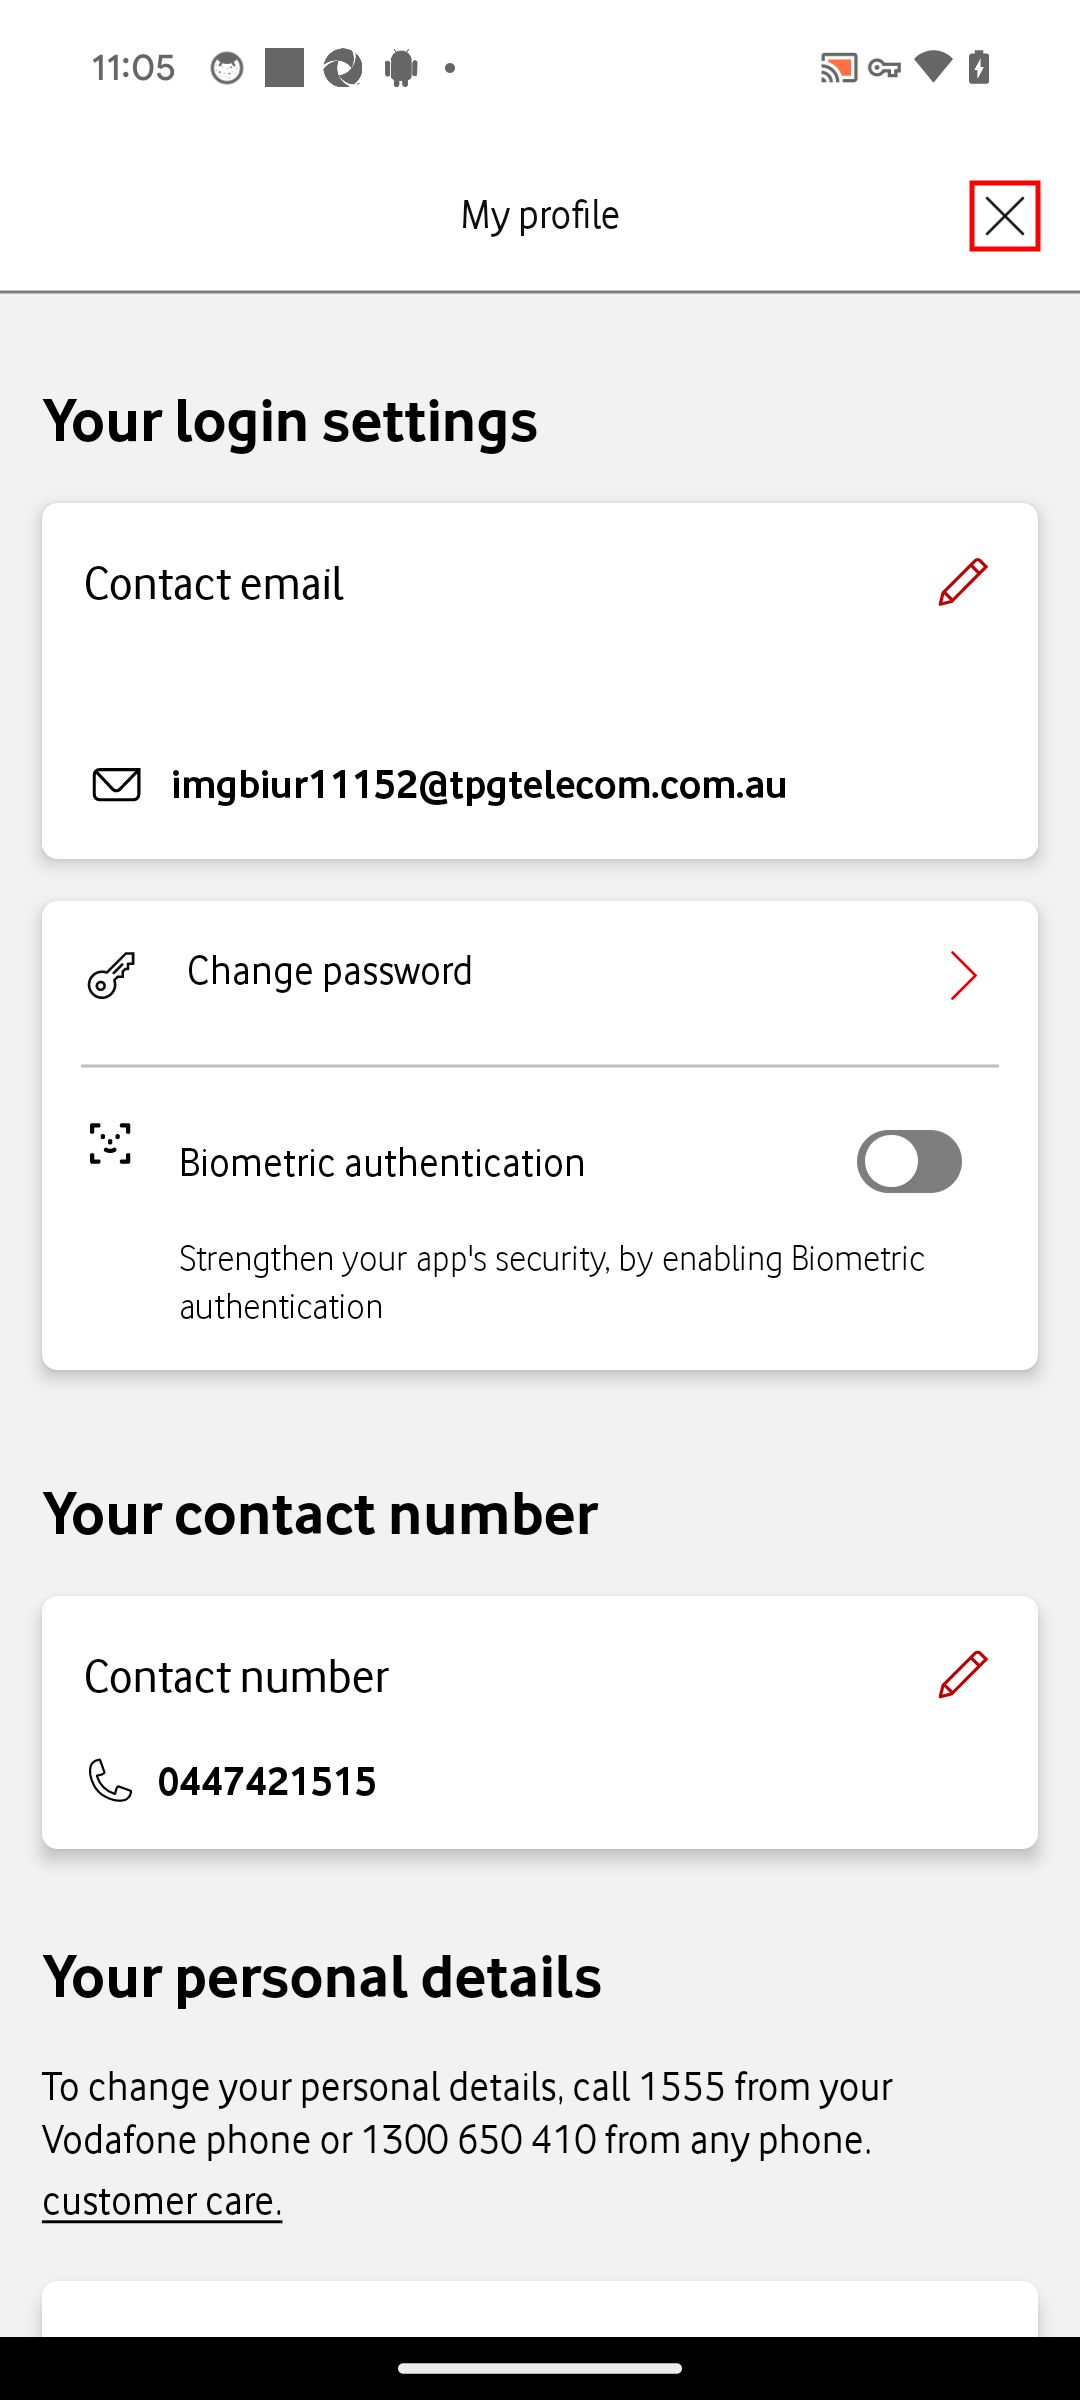 11:05
My profile
Your login settings
Contact email
imgbiur11152@tpgtelecom.com.au
Change password
Biometric authentication
Strengthen your app's security, by enabling Biometric
authentication
Your contact number
Contact number
0447421515
Your personal details
To change your personal details, call 1555 from your
Vodafone phone or 1300 650 410 from any phone.
customer care.